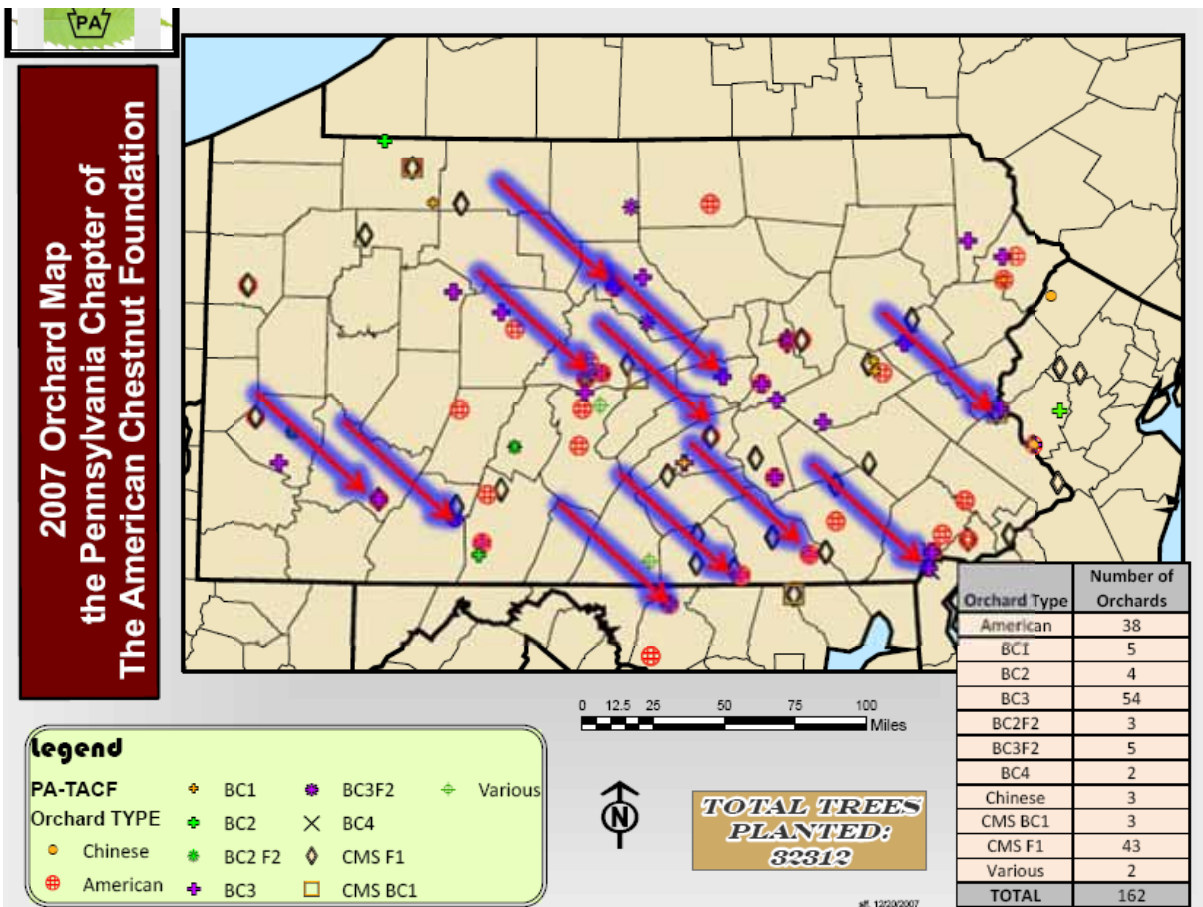 PA
2007 Orchard Map
the Pennsylvania Chapter of
The American Chestnut Foundation
Orchard Type Number of Orchards
American 38
BC1 5
BC2 4
BC3 54
BC2F2 3
BC3F2 5
BC4 2
Chinese 3
CMS BC1 3
CMS F1 43
Various 2
TOTAL 162
0 12.5 25 50 75 100
Miles
legend
PA-TACF
Orchard TYPE
Chinese
American
BC1
BC2
BC2 F2
BC3
BC3F2
BC4
CMS F1
CMS BC1
Various
N
TOTAL TREES
PLANTED:
32312
12/20/2007